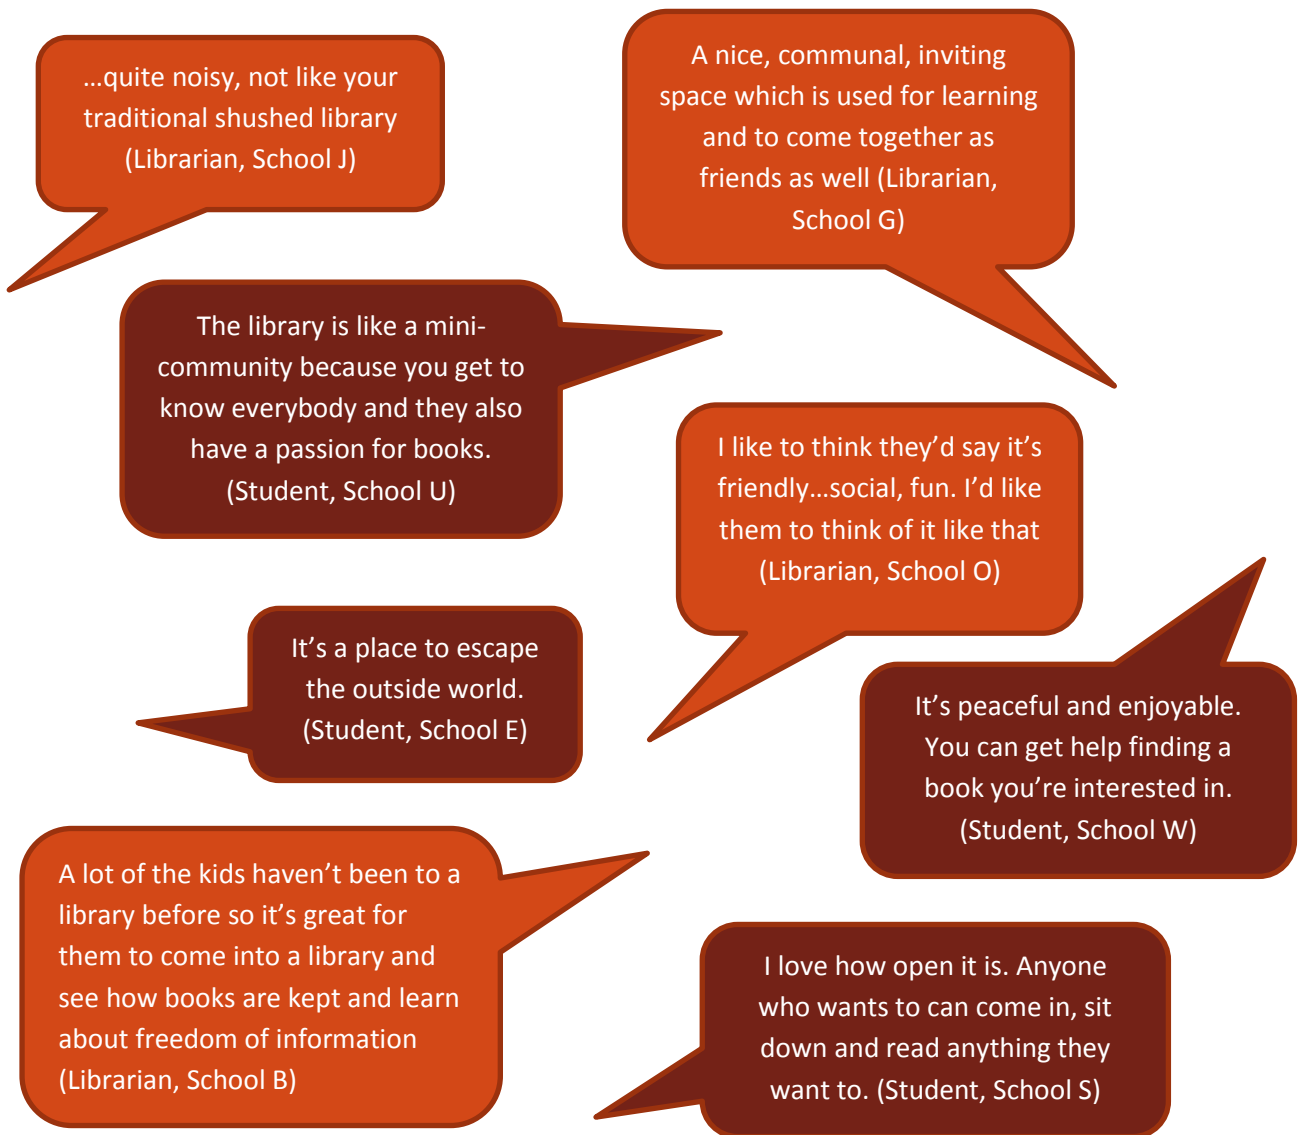 …quite noisy, not like your
traditional shushed library
(Librarian, School J)
A nice, communal, inviting
space which is used for learning
and to come together as
friends as well (Librarian,
School G)
The library is like a mini-
community because you get to
know everybody and they also
have a passion for books.
(Student, School U)
I like to think they’d say it’s
friendly…social, fun. I’d like
them to think of it like that
(Librarian, School O)
It’s a place to escape
the outside world.
(Student, School E)
It’s peaceful and enjoyable.
You can get help finding a
book you’re interested in.
(Student, School W)
A lot of the kids haven’t been to a
library before so it’s great for
them to come into a library and
see how books are kept and learn
about freedom of information
(Librarian, School B)
I love how open it is. Anyone
who wants to can come in, sit
down and read anything they
want to. (Student, School S)